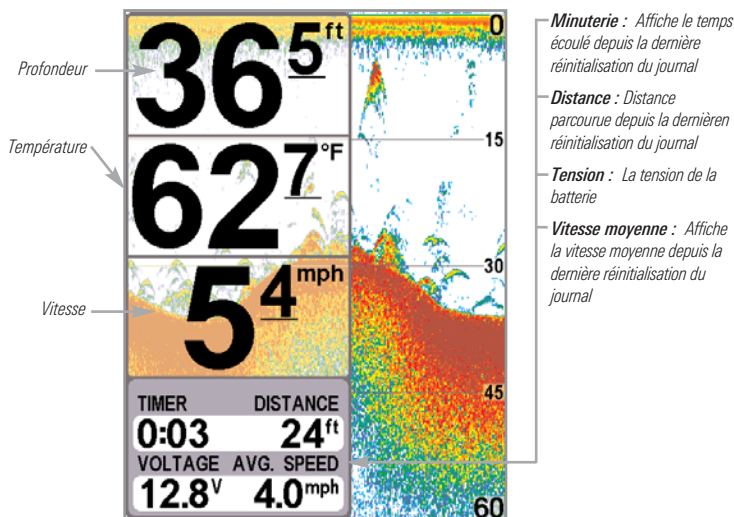 Profondeur
Température
Vitesse
36 5 ft
62 7 °F
5 4 mph
TIMER DISTANCE
0:03 24 ft
VOLTAGE AVG. SPEED
12.8 V 4.0 mph
0
15
30
45
60
Minuterie : Affiche le temps
écoulé depuis la dernière
réinitialisation du journal
Distance : Distance
parcourue depuis la dernièren
réinitialisation du journal
Tension : La tension de la
batterie
Vitesse moyenne : Affiche
la vitesse moyenne depuis la
dernière réinitialisation du
journal